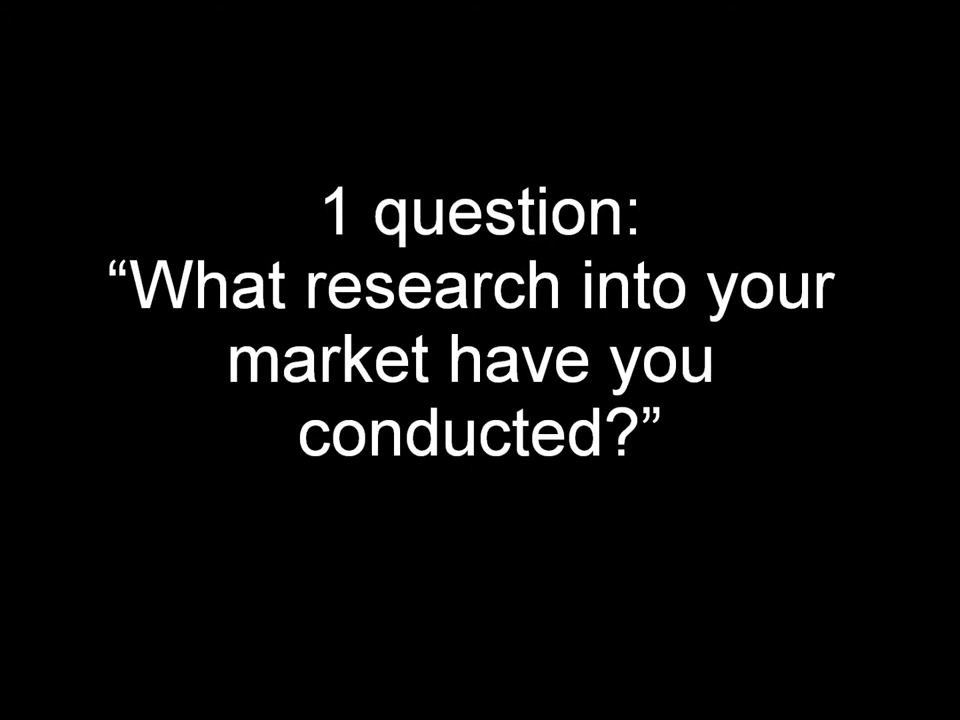 1 question:
“What research into your
market have you
conducted?”